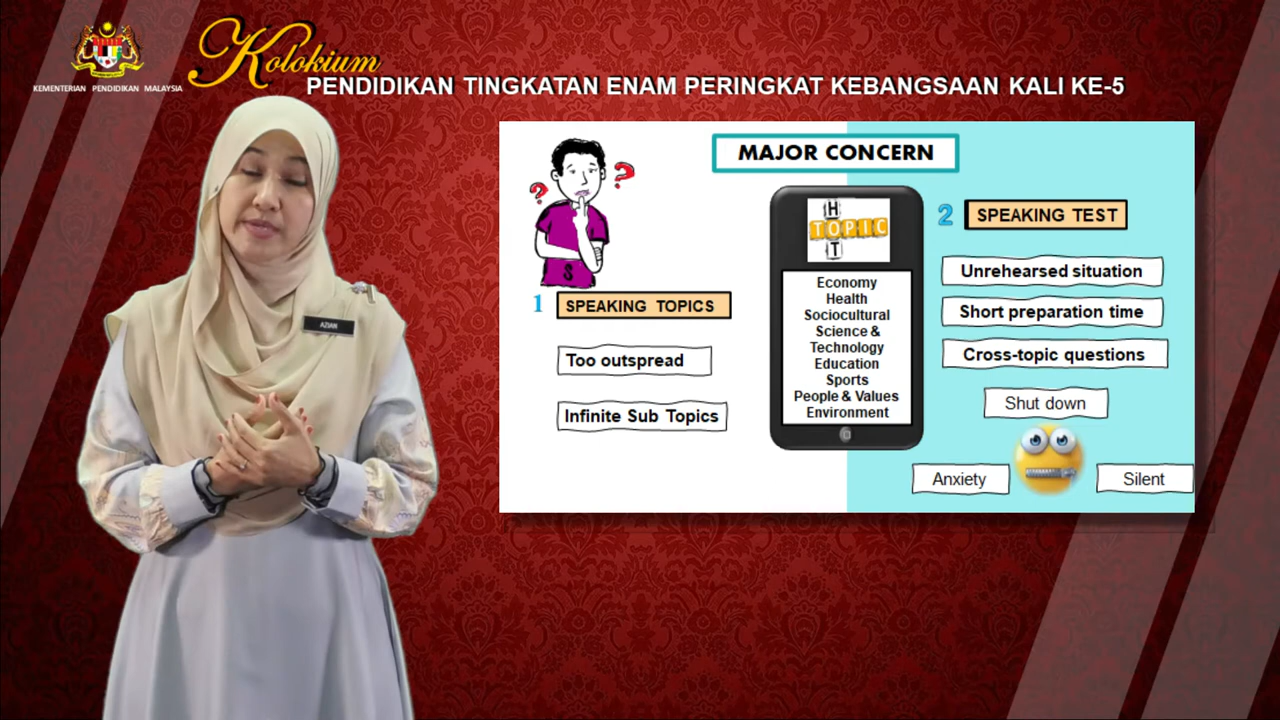 KEMENTERIAN PENDIDIKAN MALAYSIA
Kolokium
PENDIDIKAN TINGKATAN ENAM PERINGKAT KEBANGSAAN KALI KE-5
AZIAN
MAJOR CONCERN
1 SPEAKING TOPICS
Too outspread
Infinite Sub Topics
HOT
TOPIC
Economy
Health
Sociocultural
Science &
Technology
Education
Sports
People & Values
Environment
2 SPEAKING TEST
Unrehearsed situation
Short preparation time
Cross-topic questions
Shut down
Anxiety
Silent